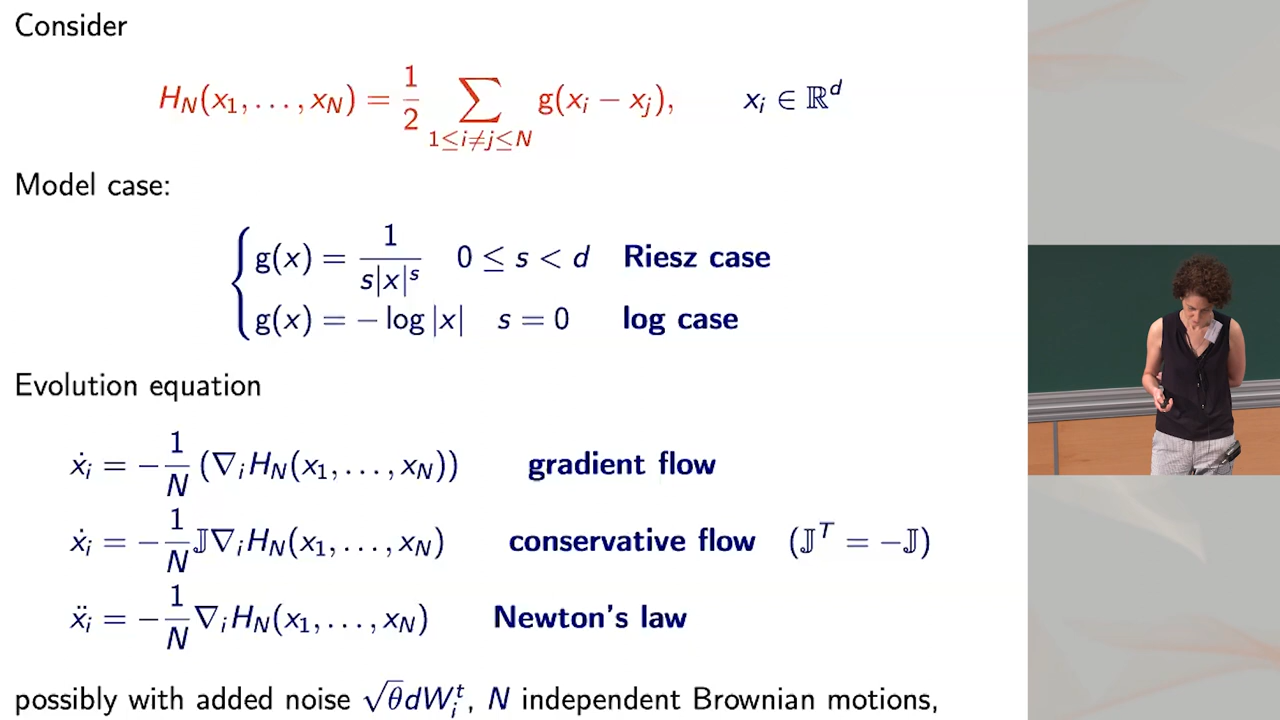 Consider
H_N(x_1, . . . , x_N) = 1/2 ∑_{1≤i≠j≤N} g(x_i − x_j), x_i ∈ ℝ^d
Model case:
g(x) = 1/(s|x|^s) 0 ≤ s < d Riesz case
g(x) = − log |x| s = 0 log case
Evolution equation
ẋ_i = −1/N (∇_i H_N(x_1, . . . , x_N)) gradient flow
ẋ_i = −1/N 𝕁∇_i H_N(x_1, . . . , x_N) conservative flow (𝕁^T = −𝕁)
ẍ_i = −1/N ∇_i H_N(x_1, . . . , x_N) Newton's law
possibly with added noise √θdW_i^t, N independent Brownian motions,